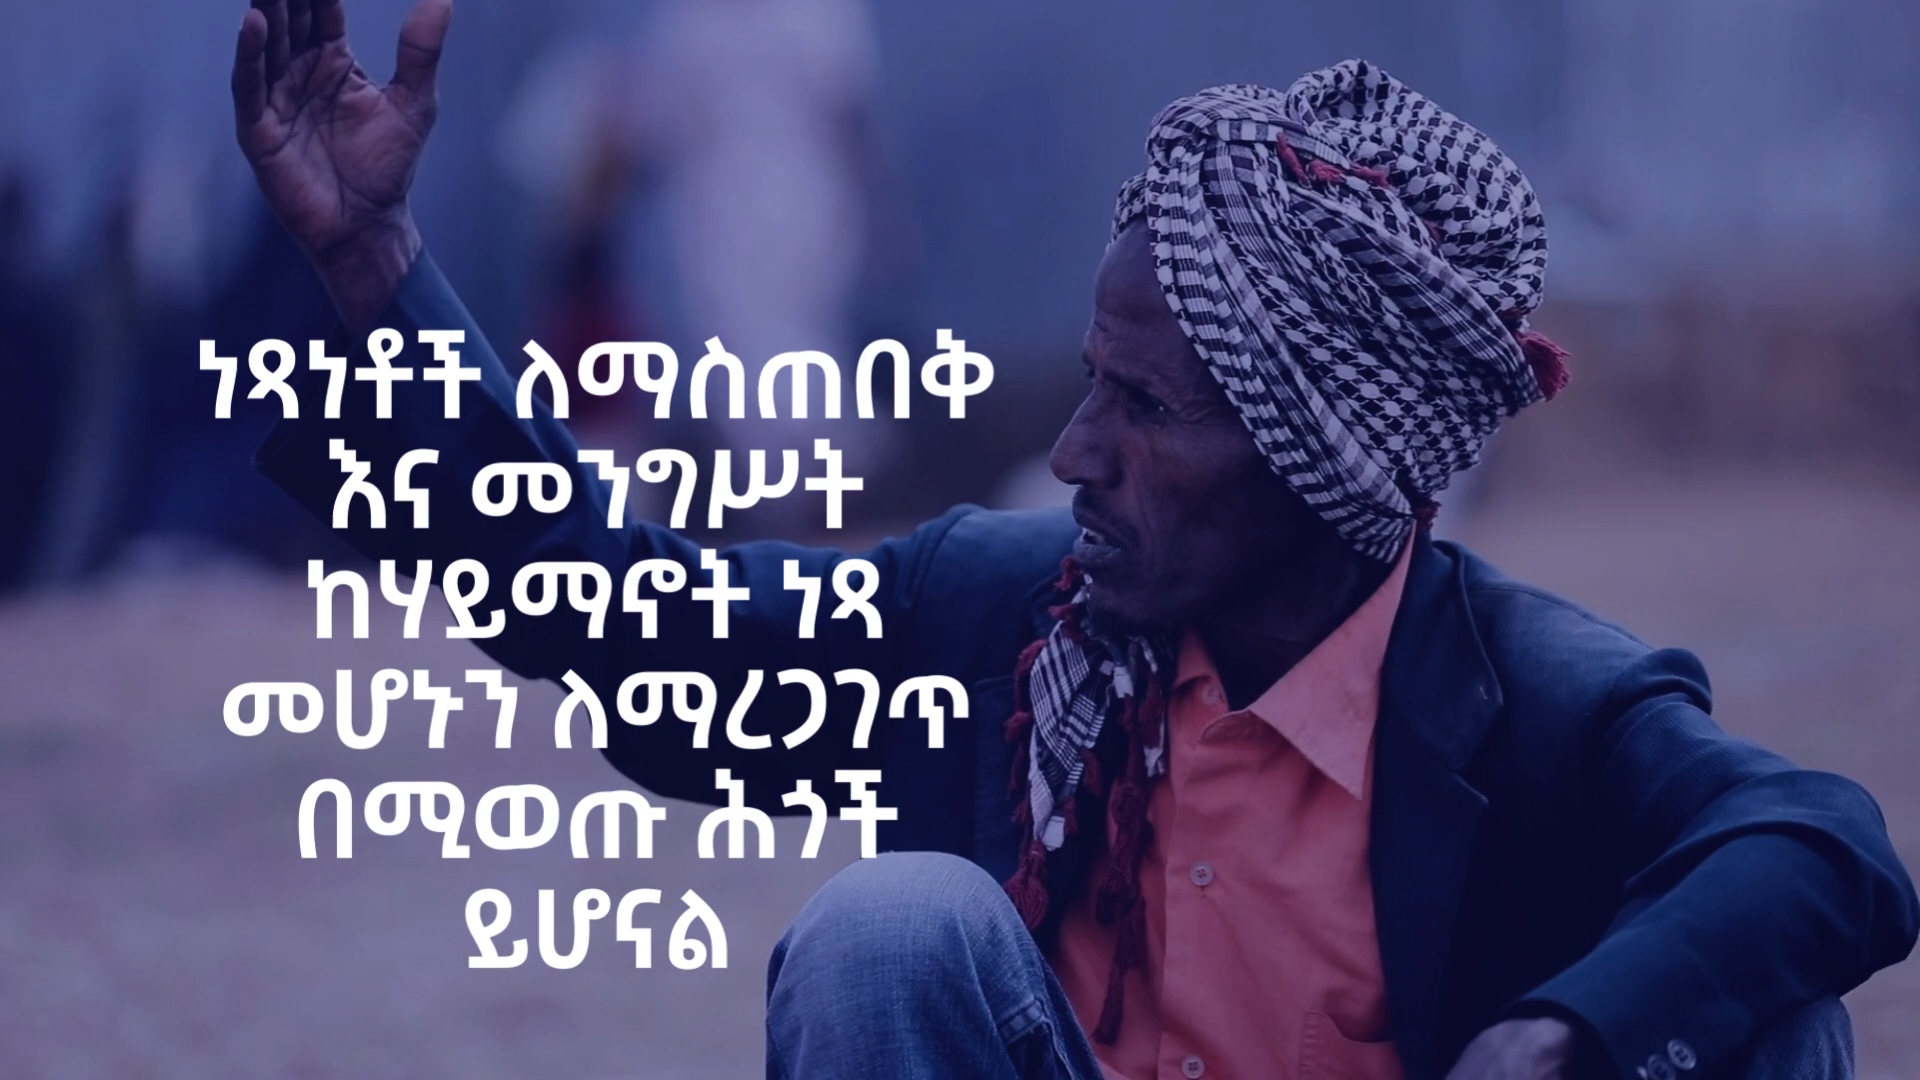 ነጻነቶች ለማስጠበቅ
እና መንግሥት
ከሃይማኖት ነጻ
መሆኑን ለማረጋገጥ
በሚወጡ ሕጎች
ይሆናል